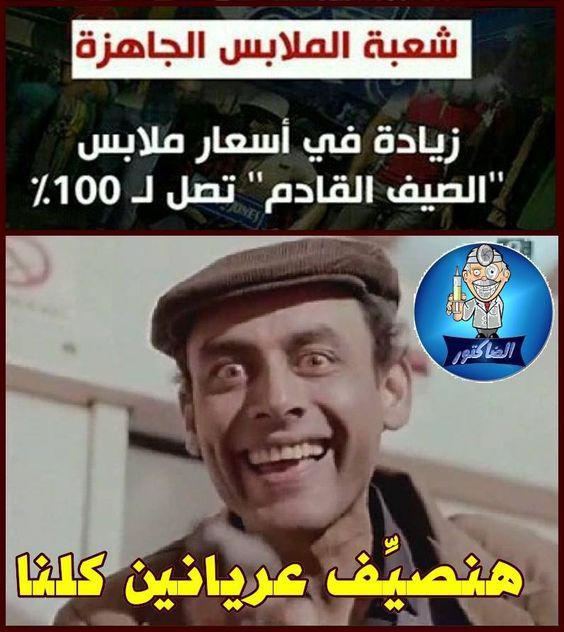 شعبة الملابس الجاهزة
زيادة في أسعار ملابس
"الصيف القادم" تصل لـ 100٪
الضاكتور
هنصيِّف عريانين كلنا